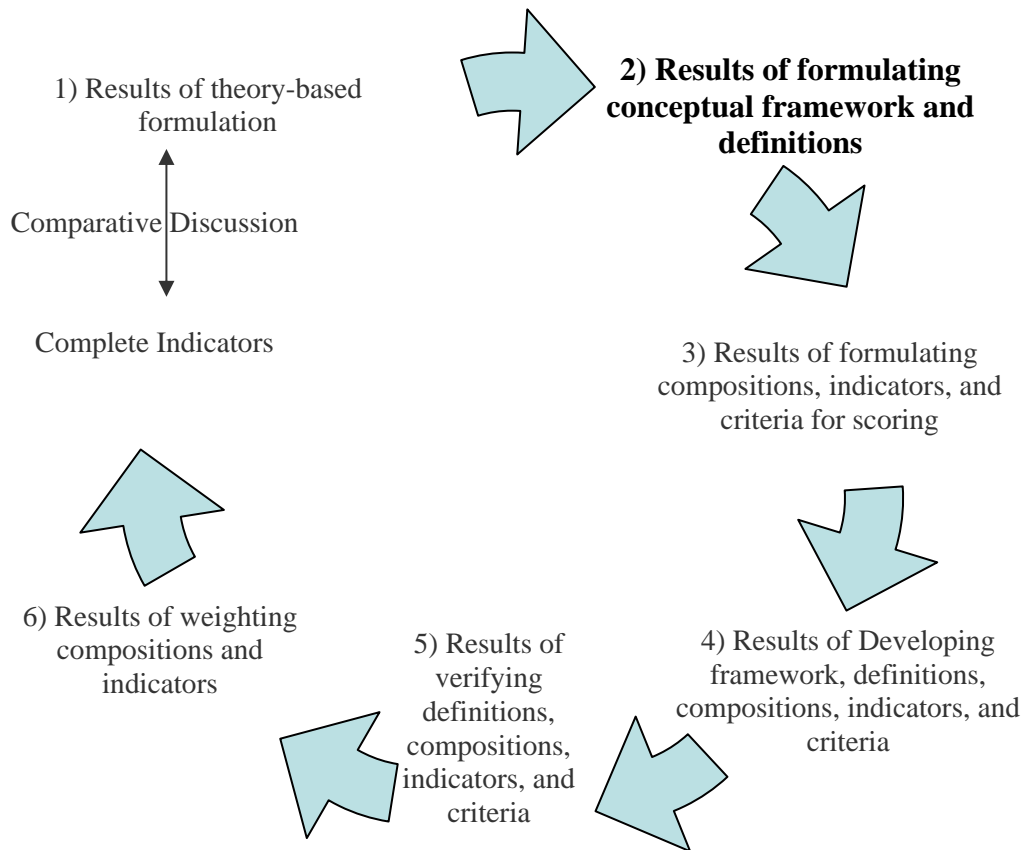 1) Results of theory-based
formulation
Comparative Discussion
Complete Indicators
2) Results of formulating
conceptual framework and
definitions
3) Results of formulating
compositions, indicators, and
criteria for scoring
4) Results of Developing
framework, definitions,
compositions, indicators, and
criteria
5) Results of
verifying
definitions,
compositions,
indicators, and
criteria
6) Results of weighting
compositions and
indicators